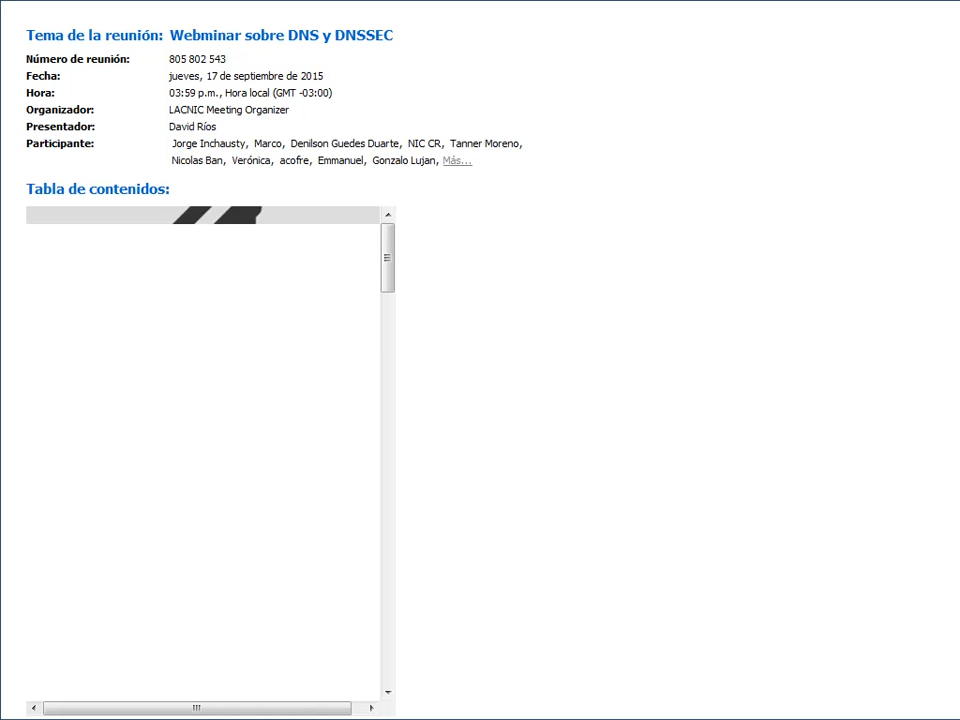 Tema de la reunión: Webminar sobre DNS y DNSSEC
Número de reunión: 805 802 543
Fecha: jueves, 17 de septiembre de 2015
Hora: 03:59 p.m., Hora local (GMT -03:00)
Organizador: LACNIC Meeting Organizer
Presentador: David Ríos
Participante: Jorge Inchausty, Marco, Denilson Guedes Duarte, NIC CR, Tanner Moreno,
Nicolas Ban, Verónica, acofre, Emmanuel, Gonzalo Lujan, Más...
Tabla de contenidos: